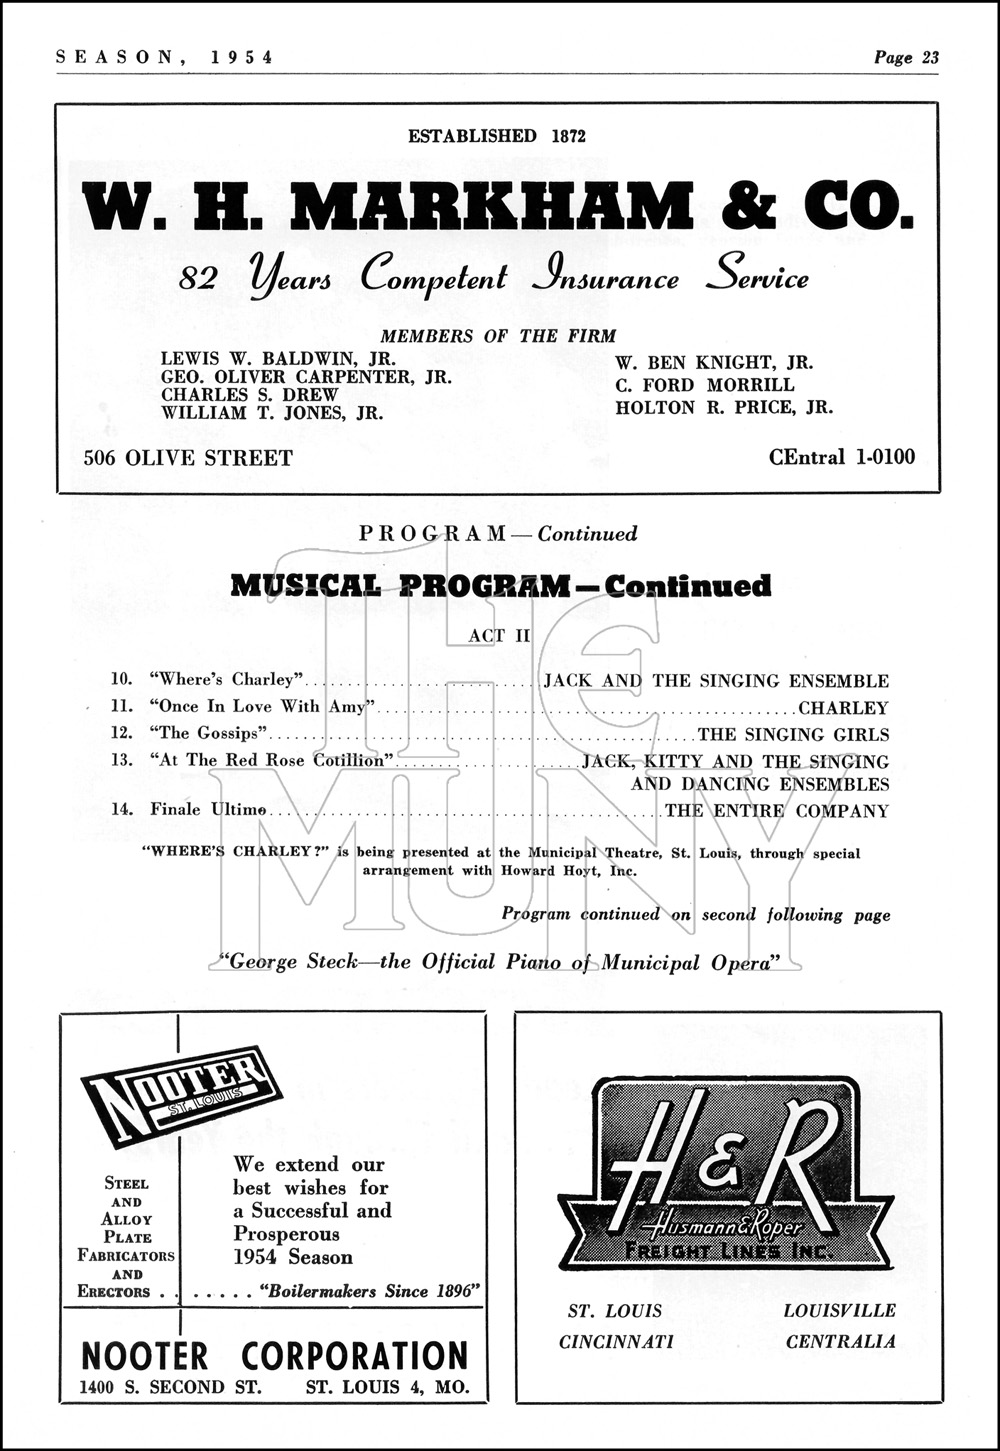 SEASON, 1954 Page 23
ESTABLISHED 1872
W. H. MARKHAM & CO.
82 Years Competent Insurance Service
MEMBERS OF THE FIRM
LEWIS W. BALDWIN, JR.
GEO. OLIVER CARPENTER, JR.
CHARLES S. DREW
WILLIAM T. JONES, JR.
W. BEN KNIGHT, JR.
C. FORD MORRILL
HOLTON R. PRICE, JR.
506 OLIVE STREET CEntral 1-0100
PROGRAM—Continued
MUSICAL PROGRAM—Continued
ACT II
10. “Where's Charley”. . . . . . . . . . . . . . . . . . . . . . . . . . JACK AND THE SINGING ENSEMBLE
11. “Once In Love With Amy”. . . . . . . . . . . . . . . . . . . . . . . . . . . . . . . . . . . . . . . . . . CHARLEY
12. “The Gossips”. . . . . . . . . . . . . . . . . . . . . . . . . . . . . . . . . . . . . . . . . . . THE SINGING GIRLS
13. “At The Red Rose Cotillion”. . . . . . . . . . . . . . . . . . . JACK, KITTY AND THE SINGING
AND DANCING ENSEMBLES
14. Finale Ultimo. . . . . . . . . . . . . . . . . . . . . . . . . . . . . . . . . . . . . . . THE ENTIRE COMPANY
“WHERE'S CHARLEY?” is being presented at the Municipal Theatre, St. Louis, through special
arrangement with Howard Hoyt, Inc.
Program continued on second following page
“George Steck—the Official Piano of Municipal Opera”
THE
MUNY
NOOTER
ST. LOUIS
STEEL
AND
ALLOY
PLATE
FABRICATORS
AND
ERECTORS . . . . . . . . “Boilermakers Since 1896”
We extend our
best wishes for
a Successful and
Prosperous
1954 Season
NOOTER CORPORATION
1400 S. SECOND ST. ST. LOUIS 4, MO.
H & R
Husmann & Roper
FREIGHT LINES INC.
ST. LOUIS LOUISVILLE
CINCINNATI CENTRALIA